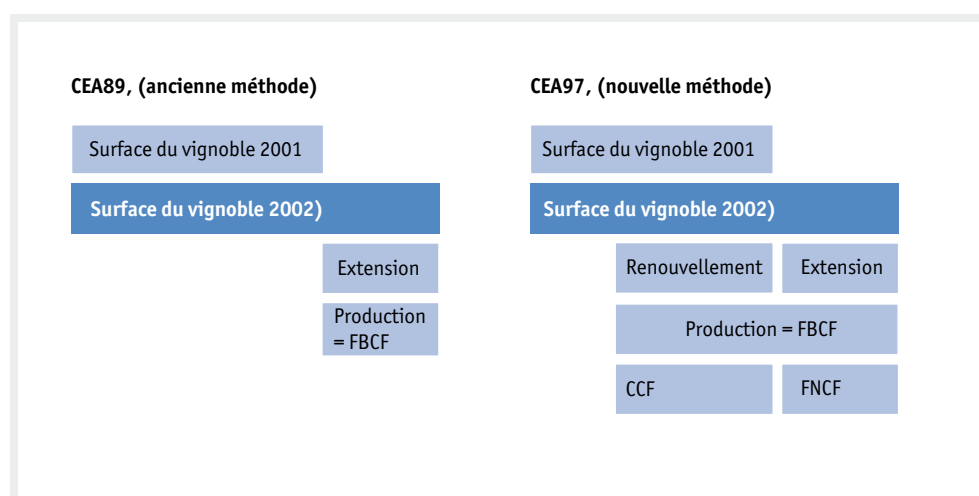 CEA89, (ancienne méthode)
Surface du vignoble 2001
Surface du vignoble 2002)
Extension
Production
= FBCF
CEA97, (nouvelle méthode)
Surface du vignoble 2001
Surface du vignoble 2002)
Renouvellement
Extension
Production = FBCF
CCF
FNCF